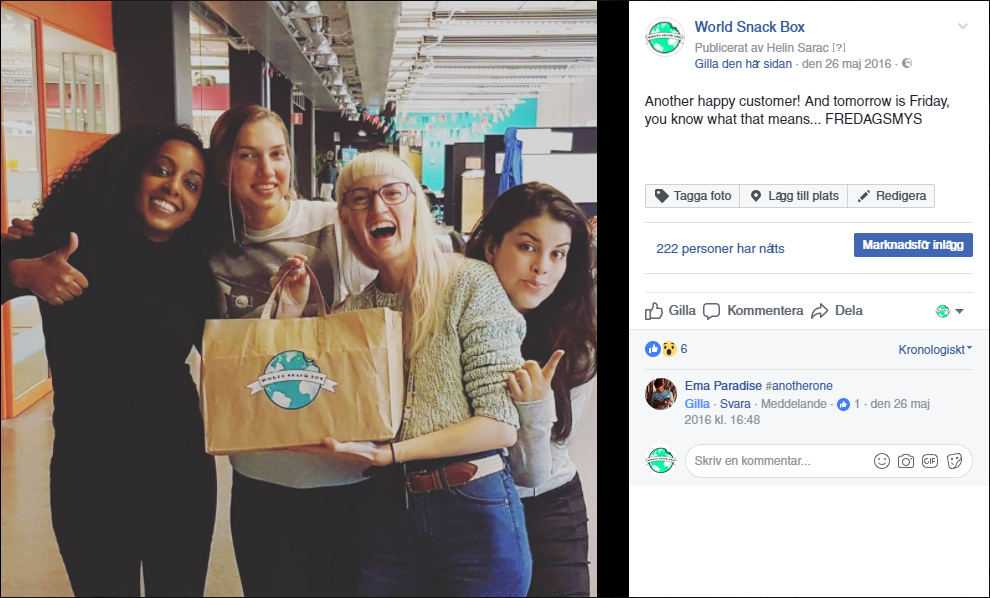 World Snack Box
Publicerat av Helin Sarac [?]
Gilla den här sidan · den 26 maj 2016 ·
Another happy customer! And tomorrow is Friday,
you know what that means... FREDAGSMYS
Tagga foto
Lägg till plats
Redigera
222 personer har nåtts
Marknadsför inlägg
Gilla
Kommentera
Dela
6
Kronologiskt
Ema Paradise #anotherone
Gilla · Svara · Meddelande · 1 · den 26 maj
2016 kl. 16:48
Skriv en kommentar...
GIF
WORLD SNACK BOX